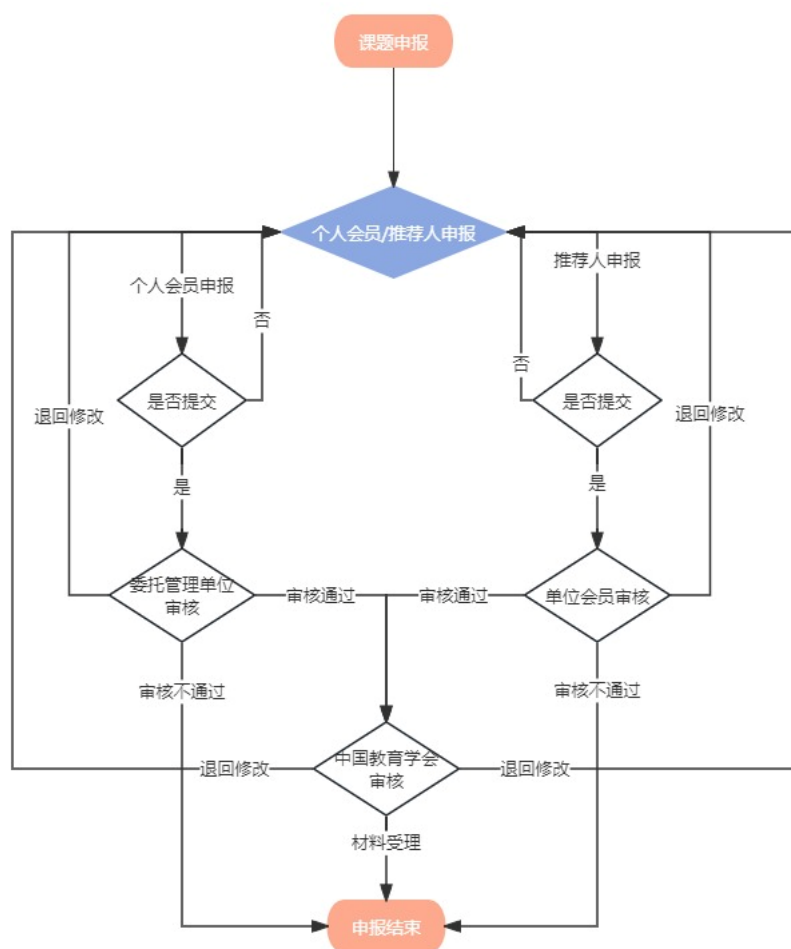 课题申报
个人会员/推荐人申报
个人会员申报
推荐人申报
否
否
是否提交
是否提交
退回修改
退回修改
是
是
委托管理单位
审核
审核通过
审核通过
单位会员审核
审核不通过
审核不通过
退回修改
中国教育学会
审核
退回修改
材料受理
申报结束